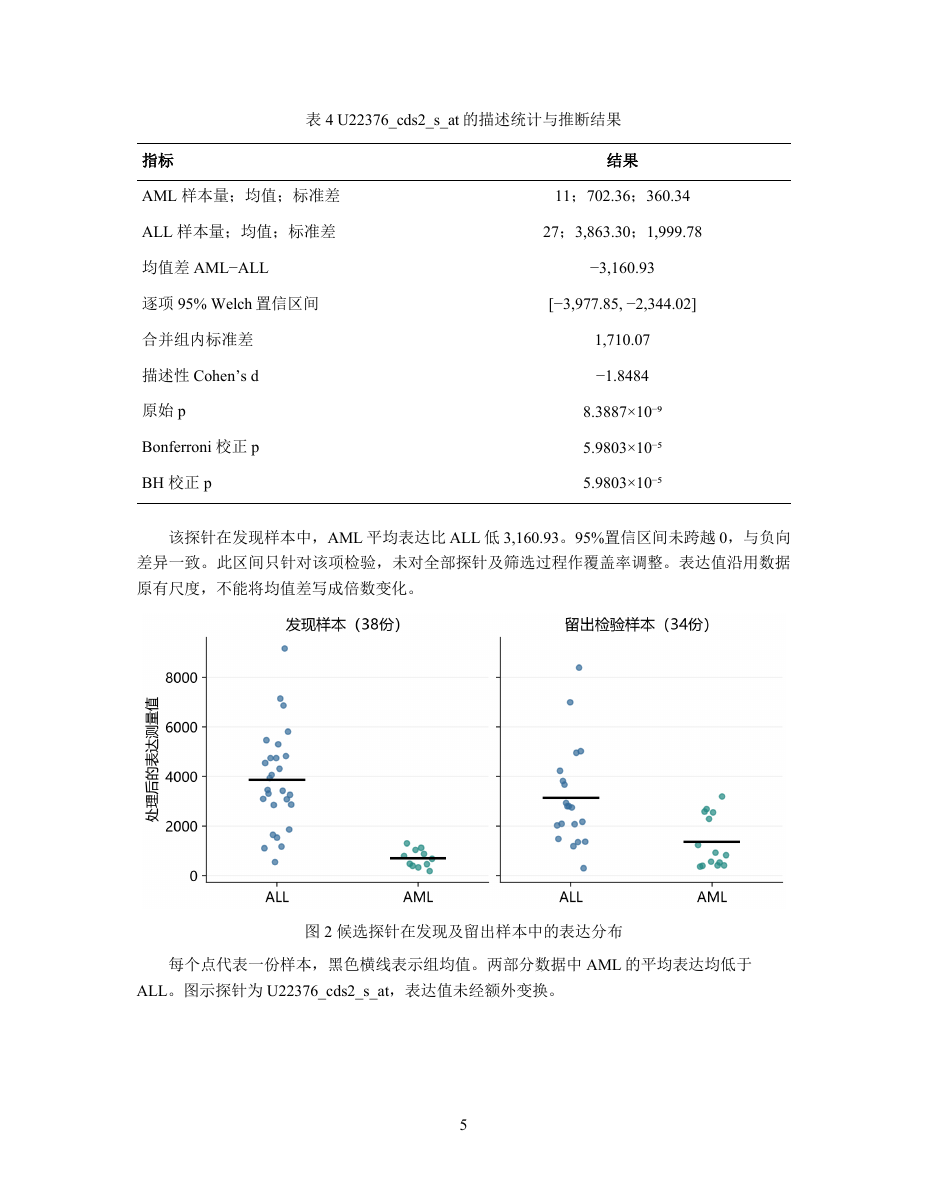 表 4 U22376_cds2_s_at 的描述统计与推断结果
指标 结果
AML 样本量；均值；标准差 11；702.36；360.34
ALL 样本量；均值；标准差 27；3,863.30；1,999.78
均值差 AML−ALL −3,160.93
逐项 95% Welch 置信区间 [−3,977.85, −2,344.02]
合并组内标准差 1,710.07
描述性 Cohen’s d −1.8484
原始 p 8.3887×10⁻⁹
Bonferroni 校正 p 5.9803×10⁻⁵
BH 校正 p 5.9803×10⁻⁵
该探针在发现样本中，AML 平均表达比 ALL 低 3,160.93。95%置信区间未跨越 0，与负向
差异一致。此区间只针对该项检验，未对全部探针及筛选过程作覆盖率调整。表达值沿用数据
原有尺度，不能将均值差写成倍数变化。
发现样本（38份） 留出检验样本（34份）
处理后的表达测量值
8000
6000
4000
2000
0
ALL AML ALL AML
图 2 候选探针在发现及留出样本中的表达分布
每个点代表一份样本，黑色横线表示组均值。两部分数据中 AML 的平均表达均低于
ALL。图示探针为 U22376_cds2_s_at，表达值未经额外变换。
5